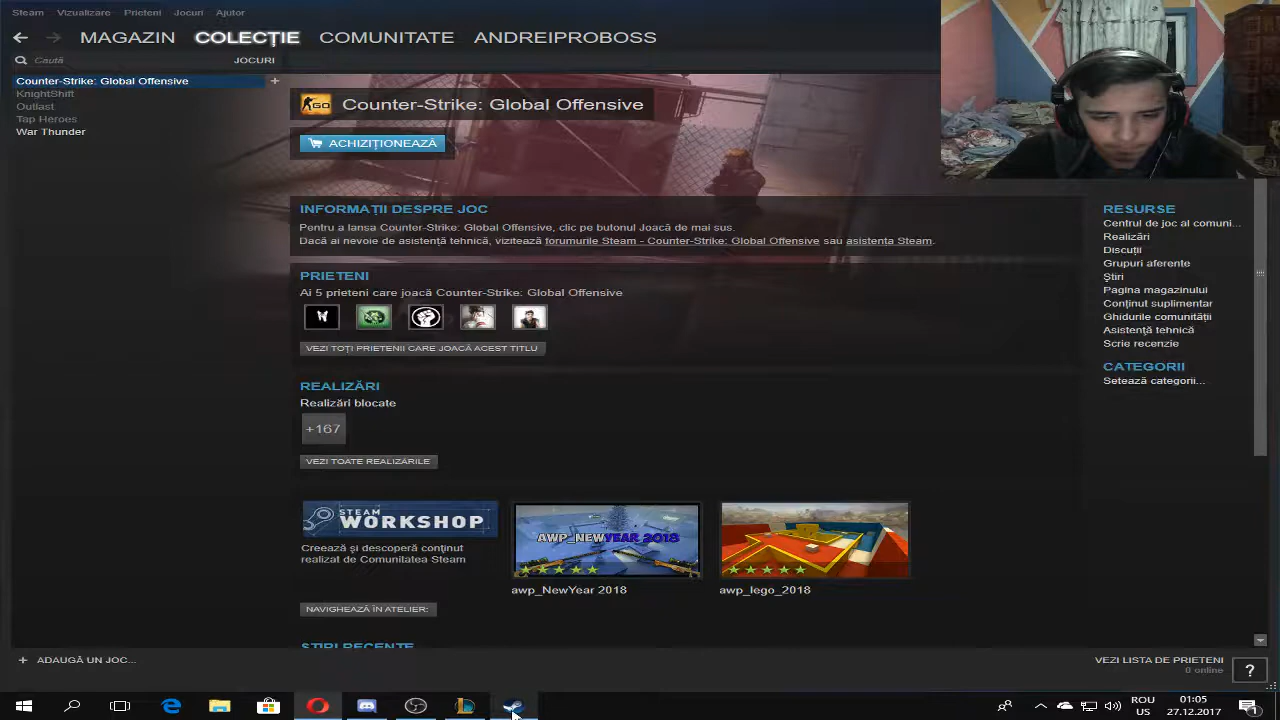 Steam Vizualizare Prieteni Jocuri Ajutor
MAGAZIN COLECȚIE COMUNITATE ANDREIPROBOSS
Caută JOCURI
Counter-Strike: Global Offensive +
KnightShift
Outlast
Tap Heroes
War Thunder
Counter-Strike: Global Offensive
ACHIZIȚIONEAZĂ
INFORMAȚII DESPRE JOC
Pentru a lansa Counter-Strike: Global Offensive, clic pe butonul Joacă de mai sus.
Dacă ai nevoie de asistență tehnică, vizitează forumurile Steam - Counter-Strike: Global Offensive sau asistența Steam.
PRIETENI
Ai 5 prieteni care joacă Counter-Strike: Global Offensive
VEZI TOȚI PRIETENII CARE JOACĂ ACEST TITLU
REALIZĂRI
Realizări blocate
+167
VEZI TOATE REALIZĂRILE
STEAM WORKSHOP
Creează și descoperă conținut
realizat de Comunitatea Steam
NAVIGHEAZĂ ÎN ATELIER:
AWP_NEWYEAR 2018
awp_NewYear 2018
awp_lego_2018
ȘTIRI RECENTE
RESURSE
Centrul de joc al comuni...
Realizări
Discuții
Grupuri aferente
Știri
Pagina magazinului
Conținut suplimentar
Ghidurile comunității
Asistență tehnică
Scrie recenzie
CATEGORII
Setează categorii...
+ ADAUGĂ UN JOC...
VEZI LISTA DE PRIETENI
0 online
?
ROU
US
01:05
27.12.2017
1